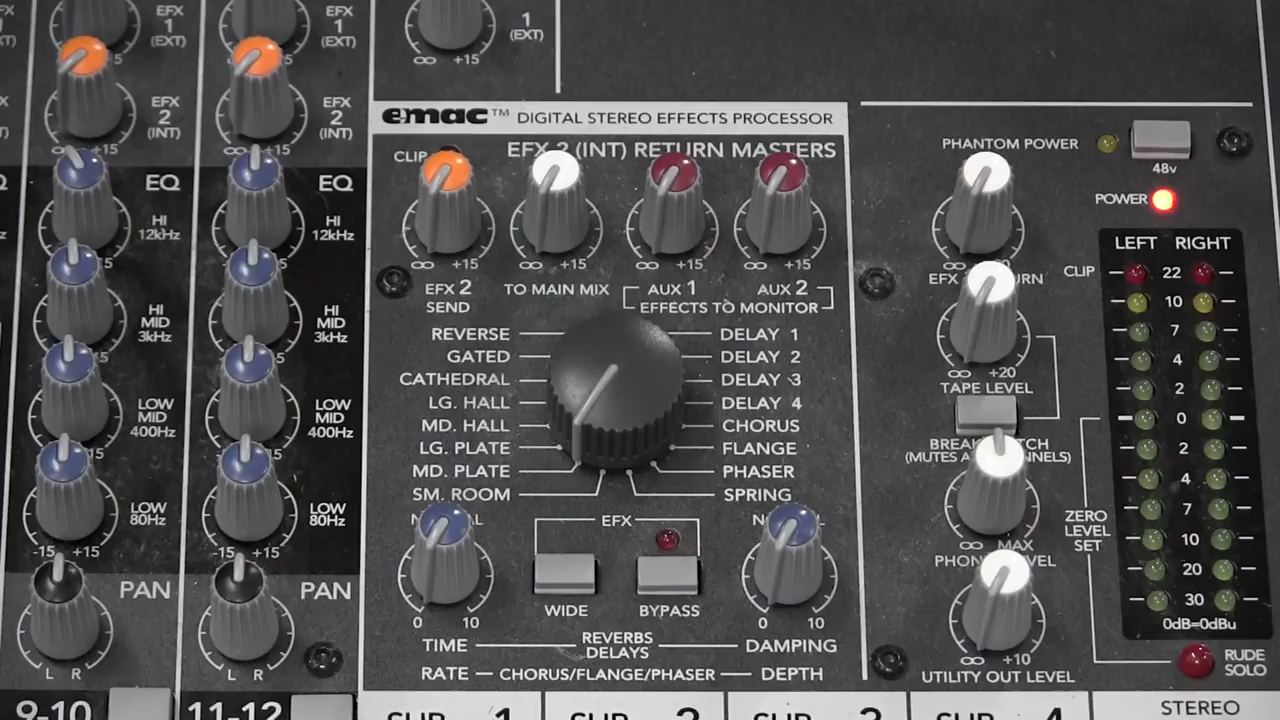 EFX
1
(EXT)
EFX
1
(EXT)
1
(EXT)
∞ +15
EFX
2
(INT)
EFX
2
(INT)
emac™ DIGITAL STEREO EFFECTS PROCESSOR
EFX 2 (INT) RETURN MASTERS
CLIP
∞ +15
∞ +15
∞ +15
∞ +15
EFX 2
SEND
TO MAIN MIX
AUX 1
AUX 2
EFFECTS TO MONITOR
REVERSE
GATED
CATHEDRAL
LG. HALL
MD. HALL
LG. PLATE
MD. PLATE
SM. ROOM
DELAY 1
DELAY 2
DELAY 3
DELAY 4
CHORUS
FLANGE
PHASER
SPRING
EFX
WIDE
BYPASS
0 10
0 10
TIME
REVERBS
DELAYS
DAMPING
RATE
CHORUS/FLANGE/PHASER
DEPTH
EQ
HI
12kHz
HI
MID
3kHz
LOW
MID
400Hz
LOW
80Hz
-15 +15
PAN
L R
9-10
EQ
HI
12kHz
HI
MID
3kHz
LOW
MID
400Hz
LOW
80Hz
-15 +15
PAN
L R
11-12
PHANTOM POWER
48v
POWER
LEFT RIGHT
CLIP
22
10
7
4
2
0
2
4
7
10
20
30
0dB=0dBu
EFX
∞ +20
TAPE LEVEL
ZERO
LEVEL
SET
∞ MAX
∞ +10
UTILITY OUT LEVEL
RUDE
SOLO
SUB 1
2
3
4
STEREO